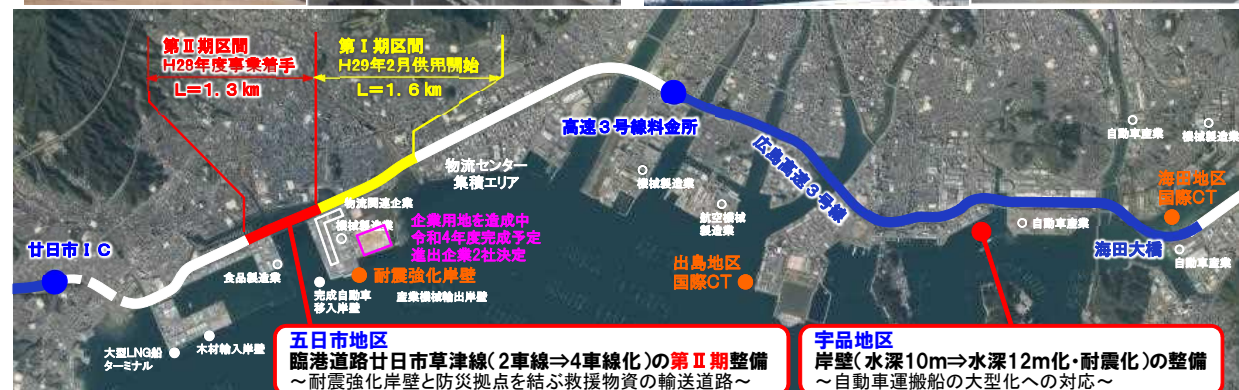 第Ⅱ期区間
H28年度事業着手
L=1.3㎞
第Ⅰ期区間
H29年2月供用開始
L=1.6㎞
高速3号線料金所
広島高速3号線
自動車産業
機械製造業
物流センター
集積エリア
機械製造業
航空機械
製造業
海田地区
国際CT
物流関連企業
機械製造業
企業用地を造成中
令和4年度完成予定
進出企業2社決定
自動車産業
海田大橋
自動車産業
廿日市IC
食品製造業
耐震強化岸壁
出島地区
国際CT
完成自動車
移入岸壁
産業機械輸出岸壁
大型LNG船
ターミナル
木材輸入岸壁
五日市地区
臨港道路廿日市草津線(2車線⇒4車線化)の第Ⅱ期整備
~耐震強化岸壁と防災拠点を結ぶ救援物資の輸送道路~
宇品地区
岸壁(水深10m⇒水深12m化・耐震化)の整備
~自動車運搬船の大型化への対応~